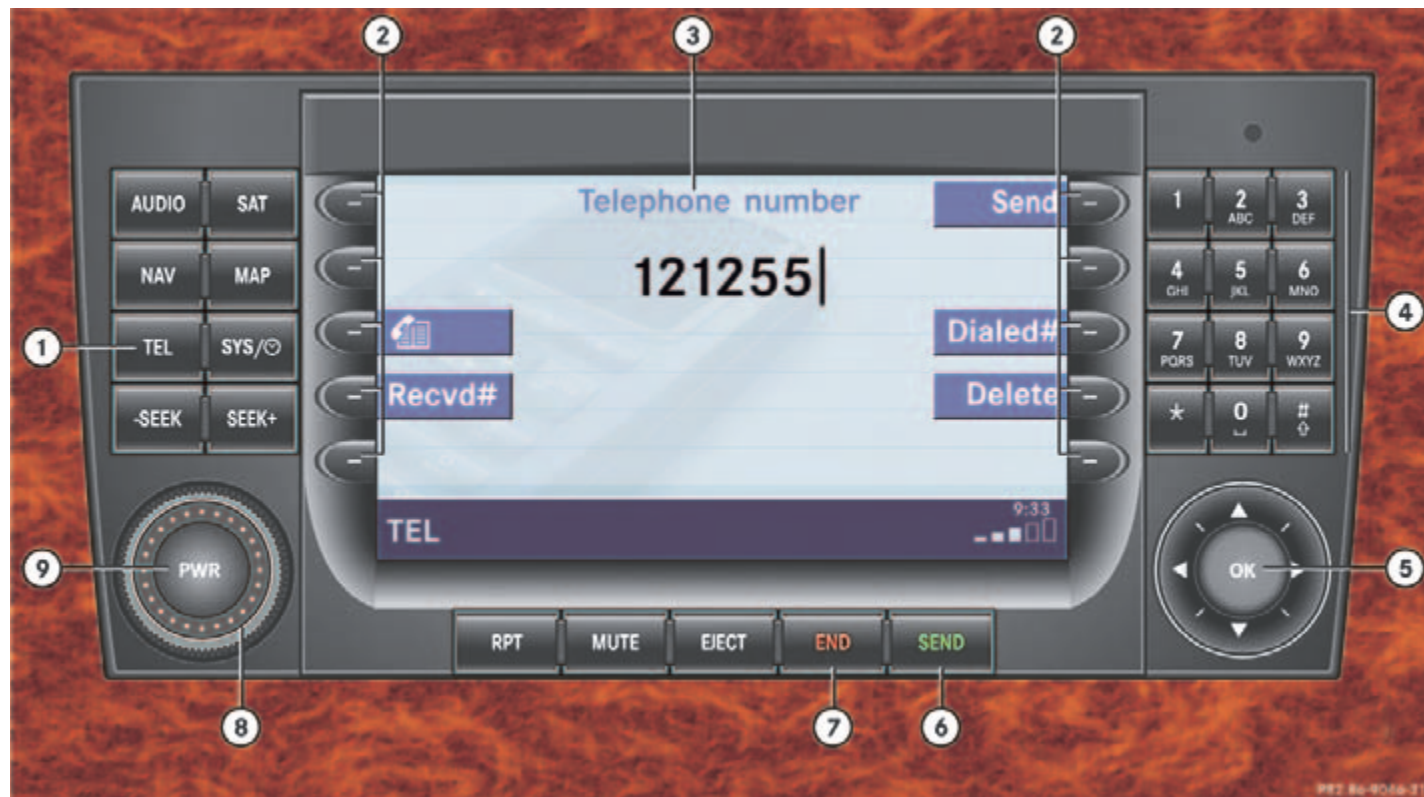 2 3 2
AUDIO SAT
NAV MAP
1 TEL SYS/
-SEEK SEEK+
9 PWR
8
Telephone number
Send
121255
Dialed#
Recvd#
Delete
TEL
9:33
RPT MUTE EJECT END SEND
7 6
1 2 ABC 3 DEF
4 GHI 5 JKL 6 MNO
7 PQRS 8 TUV 9 WXYZ
* 0 #
4
OK 5